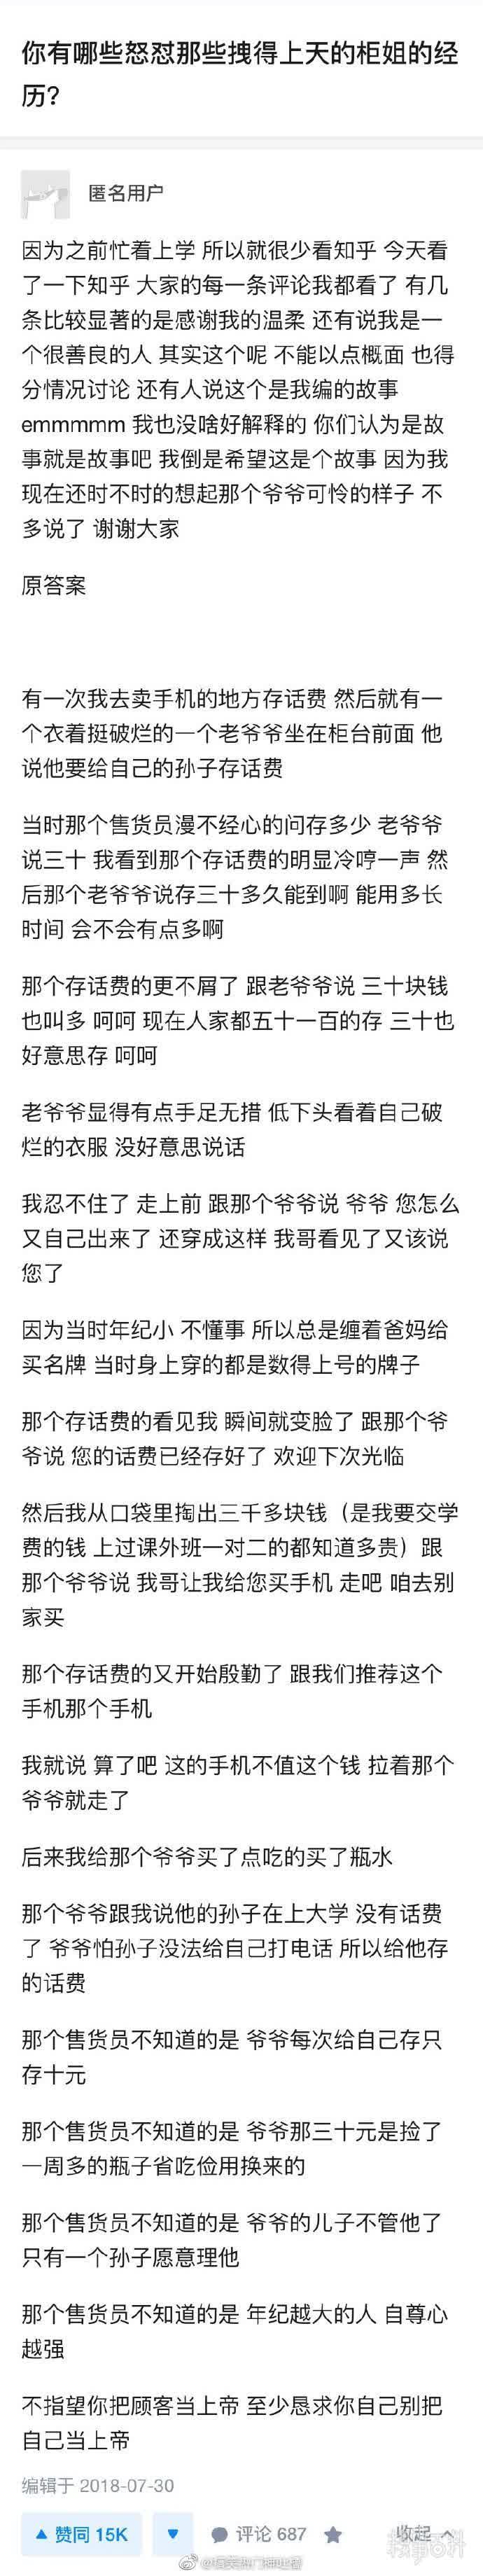 你有哪些怒怼那些拽得上天的柜姐的经
历?
匿名用户
因为之前忙着上学 所以就很少看知乎 今天看
了一下知乎 大家的每一条评论我都看了 有几
条比较显著的是感谢我的温柔 还有说我是一
个很善良的人 其实这个呢 不能以点概面 也得
分情况讨论 还有人说这个是我编的故事
emmmmm 我也没啥好解释的 你们认为是故
事就是故事吧 我倒是希望这是个故事 因为我
现在还时不时的想起那个爷爷可怜的样子 不
多说了 谢谢大家
原答案
有一次我去卖手机的地方存话费 然后就有一
个衣着挺破烂的一个老爷爷坐在柜台前面 他
说他要给自己的孙子存话费
当时那个售货员漫不经心的问存多少 老爷爷
说三十 我看到那个存话费的明显冷哼一声 然
后那个老爷爷说存三十多久能到啊 能用多长
时间 会不会有点多啊
那个存话费的更不屑了 跟老爷爷说 三十块钱
也叫多 呵呵 现在人家都五十一百的存 三十也
好意思存 呵呵
老爷爷显得有点手足无措 低下头看着自己破
烂的衣服 没好意思说话
我忍不住了 走上前 跟那个爷爷说 爷爷 您怎么
又自己出来了 还穿成这样 我哥看见了又该说
您了
因为当时年纪小 不懂事 所以总是缠着爸妈给
买名牌 当时身上穿的都是数得上号的牌子
那个存话费的看见我 瞬间就变脸了 跟那个爷
爷说 您的话费已经存好了 欢迎下次光临
然后我从口袋里掏出三千多块钱（是我要交学
费的钱 上过课外班一对二的都知道多贵）跟
那个爷爷说 我哥让我给您买手机 走吧 咱去别
家买
那个存话费的又开始殷勤了 跟我们推荐这个
手机那个手机
我就说 算了吧 这的手机不值这个钱 拉着那个
爷爷就走了
后来我给那个爷爷买了点吃的买了瓶水
那个爷爷跟我说他的孙子在上大学 没有话费
了 爷爷怕孙子没法给自己打电话 所以给他存
的话费
那个售货员不知道的是 爷爷每次给自己存只
存十元
那个售货员不知道的是 爷爷那三十元是捡了
一周多的瓶子省吃俭用换来的
那个售货员不知道的是 爷爷的儿子不管他了
只有一个孙子愿意理他
那个售货员不知道的是 年纪越大的人 自尊心
越强
不指望你把顾客当上帝 至少恳求你自己别把
自己当上帝
编辑于 2018-07-30
赞同 15K 评论 687 收起